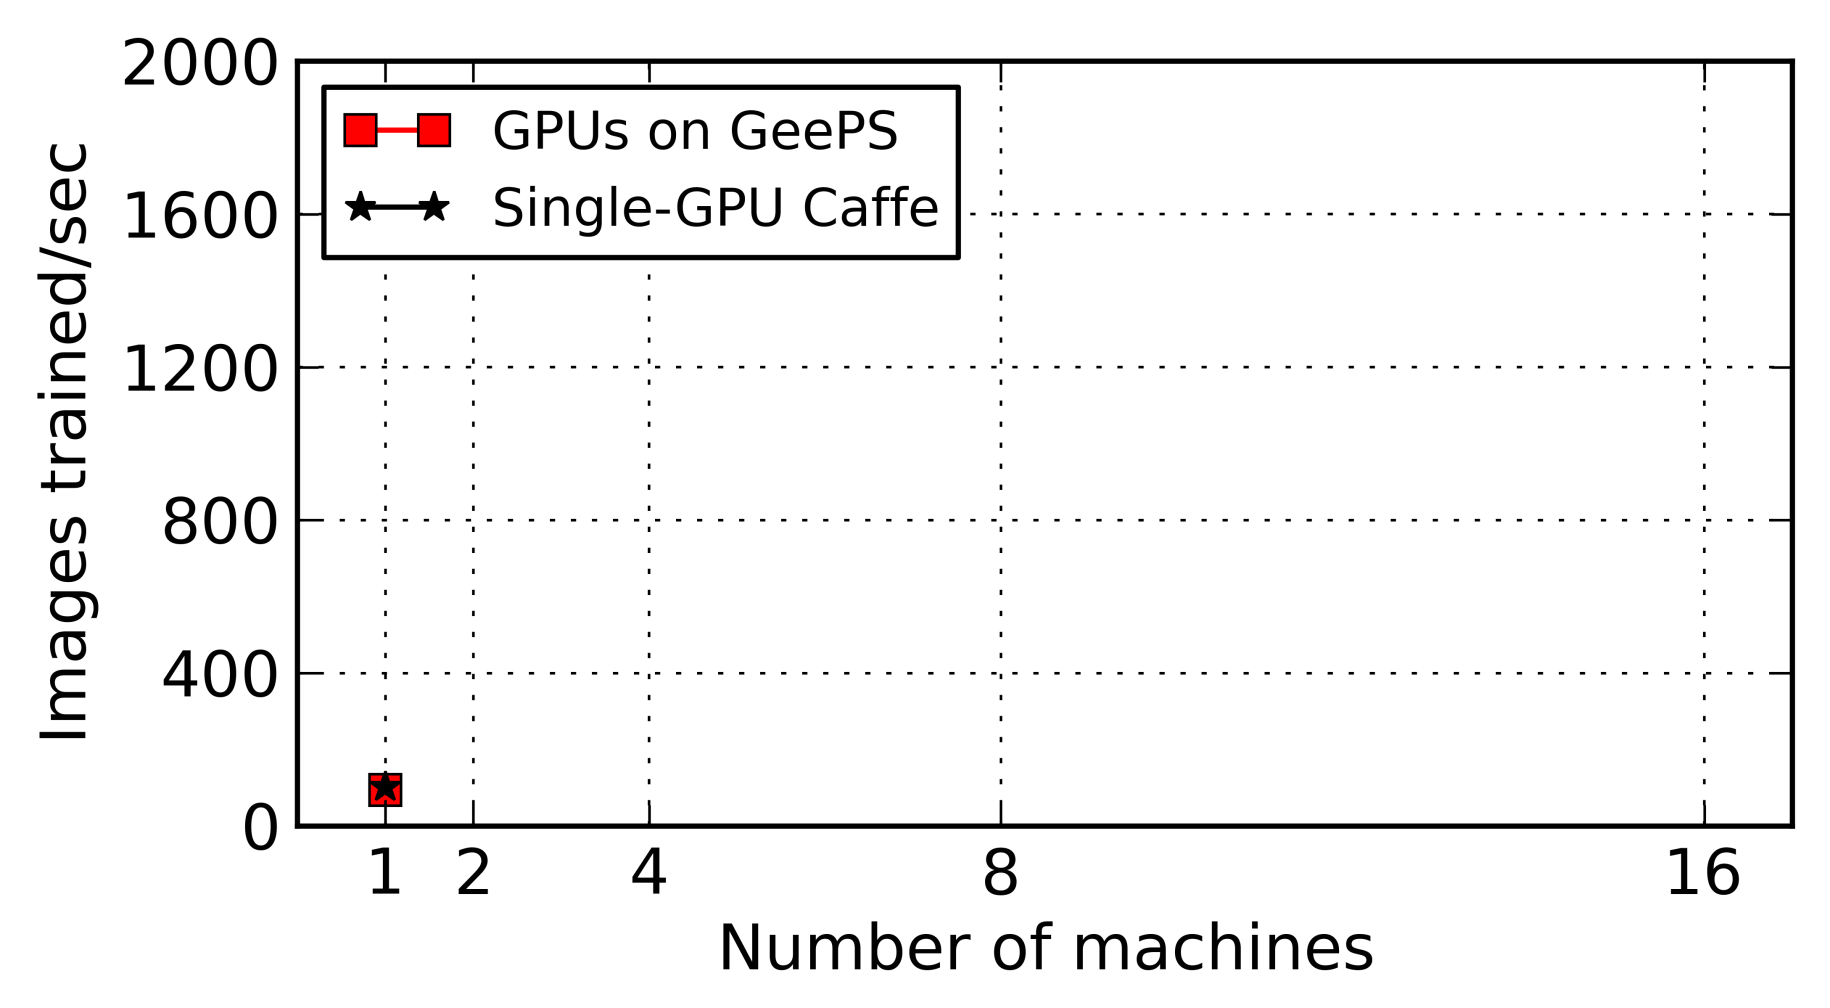 2000
1600
1200
800
400
0
Images trained/sec
GPUs on GeePS
Single-GPU Caffe
1 2 4 8 16
Number of machines